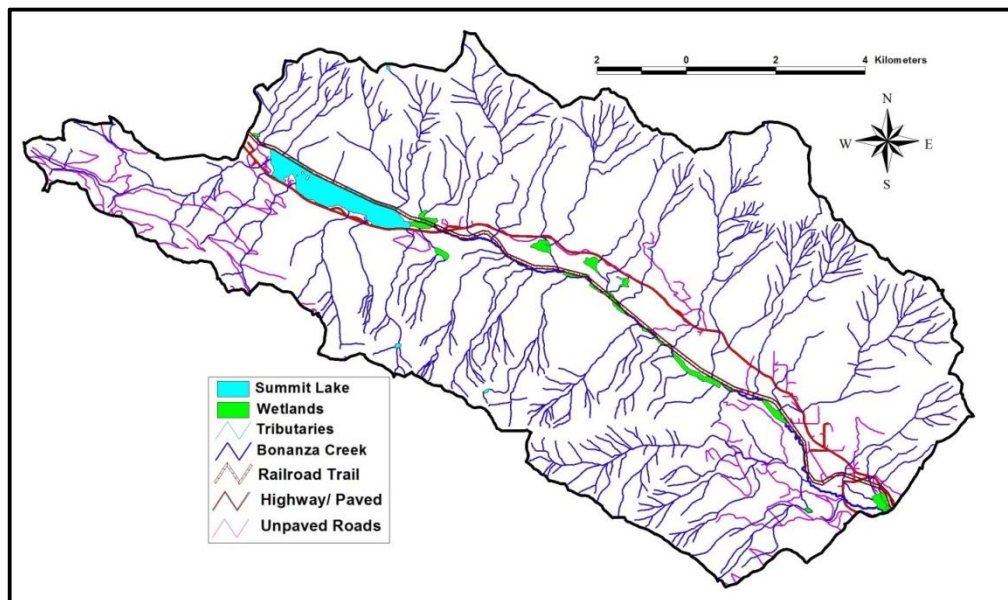 2 0 2 4 Kilometers
N
W E
S
Summit Lake
Wetlands
Tributaries
Bonanza Creek
Railroad Trail
Highway/ Paved
Unpaved Roads